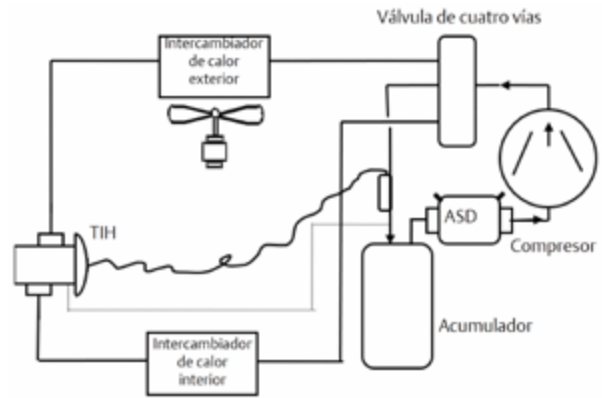 Válvula de cuatro vías
Intercambiador
de calor
exterior
TIH
ASD
Compresor
Acumulador
Intercambiador
de calor
interior